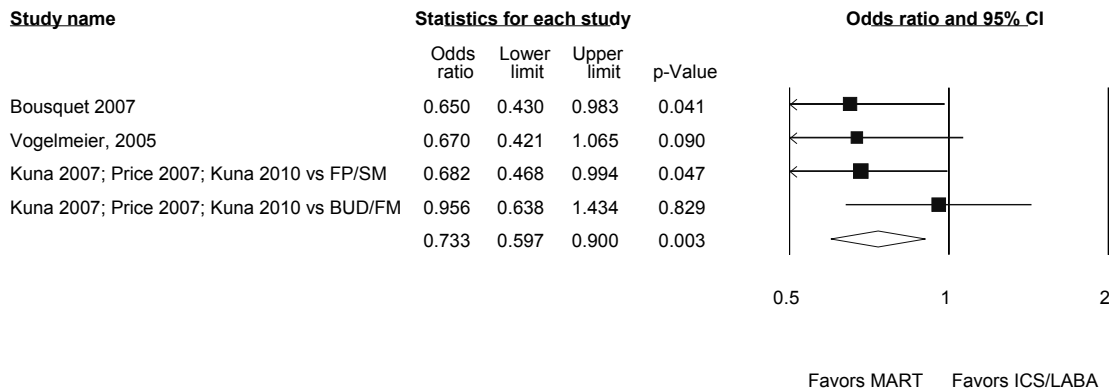 Study name Statistics for each study Odds ratio and 95% CI
Odds Lower Upper
ratio limit limit p-Value
Bousquet 2007 0.650 0.430 0.983 0.041
Vogelmeier, 2005 0.670 0.421 1.065 0.090
Kuna 2007; Price 2007; Kuna 2010 vs FP/SM 0.682 0.468 0.994 0.047
Kuna 2007; Price 2007; Kuna 2010 vs BUD/FM 0.956 0.638 1.434 0.829
0.733 0.597 0.900 0.003
0.5 1 2
Favors MART Favors ICS/LABA